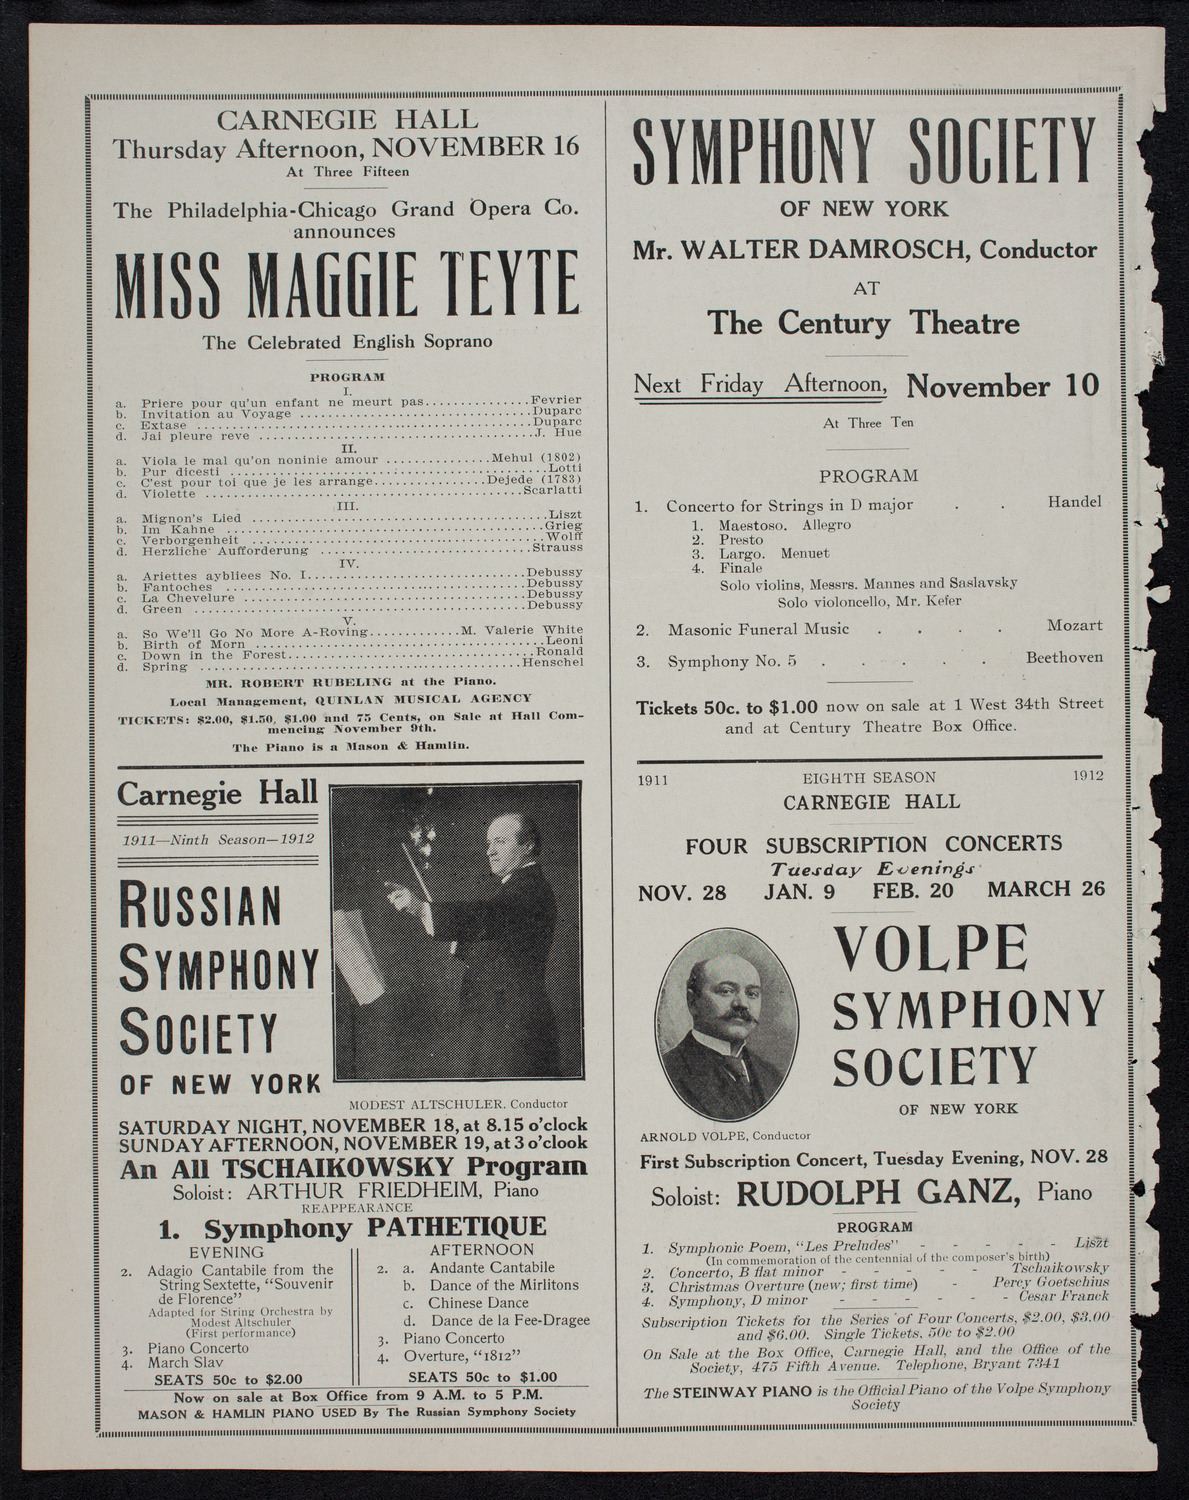 CARNEGIE HALL
Thursday Afternoon, NOVEMBER 16
At Three Fifteen
The Philadelphia-Chicago Grand Opera Co.
announces
MISS MAGGIE TEYTE
The Celebrated English Soprano
PROGRAM
I.
a. Priere pour qu'un enfant ne meurt pas..............Fevrier
b. Invitation au Voyage ..............................Duparc
c. Extase ............................................Duparc
d. Jai pleure reve ...................................J. Hue
II.
a. Viola le mal qu'on noninie amour .............Mehul (1802)
b. Pur dicesti .........................................Lotti
c. C'est pour toi que je les arrange...............Dejede (1783)
d. Violette ..........................................Scarlatti
III.
a. Mignon's Lied .......................................Liszt
b. Im Kahne ............................................Grieg
c. Verborgenheit .......................................Wolff
d. Herzliche Aufforderung ............................Strauss
IV.
a. Ariettes aybliees No. I.............................Debussy
b. Fantoches ..........................................Debussy
c. La Chevelure .......................................Debussy
d. Green ..............................................Debussy
V.
a. So We'll Go No More A-Roving............M. Valerie White
b. Birth of Morn .......................................Leoni
c. Down in the Forest.................................Ronald
d. Spring ...........................................Henschel
MR. ROBERT RUBELING at the Piano.
Local Management, QUINLAN MUSICAL AGENCY
TICKETS: $2.00, $1.50, $1.00 and 75 Cents, on Sale at Hall Com-
mencing November 9th.
The Piano is a Mason & Hamlin.
Carnegie Hall
1911—Ninth Season—1912
RUSSIAN
SYMPHONY
SOCIETY
OF NEW YORK
MODEST ALTSCHULER. Conductor
SATURDAY NIGHT, NOVEMBER 18, at 8.15 o'clock
SUNDAY AFTERNOON, NOVEMBER 19, at 3 o'clook
An All TSCHAIKOWSKY Program
Soloist: ARTHUR FRIEDHEIM, Piano
REAPPEARANCE
1. Symphony PATHETIQUE
EVENING
2. Adagio Cantabile from the
String Sextette, "Souvenir
de Florence"
Adapted for String Orchestra by
Modest Altschuler
(First performance)
3. Piano Concerto
4. March Slav
SEATS 50c to $2.00
AFTERNOON
2. a. Andante Cantabile
b. Dance of the Mirlitons
c. Chinese Dance
d. Dance de la Fee-Dragee
3. Piano Concerto
4. Overture, "1812"
SEATS 50c to $1.00
Now on sale at Box Office from 9 A.M. to 5 P.M.
MASON & HAMLIN PIANO USED By The Russian Symphony Society
SYMPHONY SOCIETY
OF NEW YORK
Mr. WALTER DAMROSCH, Conductor
AT
The Century Theatre
Next Friday Afternoon, November 10
At Three Ten
PROGRAM
1. Concerto for Strings in D major . . Handel
1. Maestoso. Allegro
2. Presto
3. Largo. Menuet
4. Finale
Solo violins, Messrs. Mannes and Saslavsky
Solo violoncello, Mr. Kefer
2. Masonic Funeral Music . . . . Mozart
3. Symphony No. 5 . . . . . Beethoven
Tickets 50c. to $1.00 now on sale at 1 West 34th Street
and at Century Theatre Box Office.
1911 EIGHTH SEASON 1912
CARNEGIE HALL
FOUR SUBSCRIPTION CONCERTS
Tuesday Evenings
NOV. 28 JAN. 9 FEB. 20 MARCH 26
VOLPE
SYMPHONY
SOCIETY
OF NEW YORK
ARNOLD VOLPE, Conductor
First Subscription Concert, Tuesday Evening, NOV. 28
Soloist: RUDOLPH GANZ, Piano
PROGRAM
1. Symphonic Poem, "Les Preludes" - - - - - Liszt
(In commemoration of the centennial of the composer's birth)
2. Concerto, B flat minor - - - - - Tschaikowsky
3. Christmas Overture (new; first time) - Percy Goetschius
4. Symphony, D minor - - - - - - Cesar Franck
Subscription Tickets for the Series of Four Concerts, $2.00, $3.00
and $6.00. Single Tickets, 50c to $2.00
On Sale at the Box Office, Carnegie Hall, and the Office of the
Society, 475 Fifth Avenue. Telephone, Bryant 7341
The STEINWAY PIANO is the Official Piano of the Volpe Symphony
Society